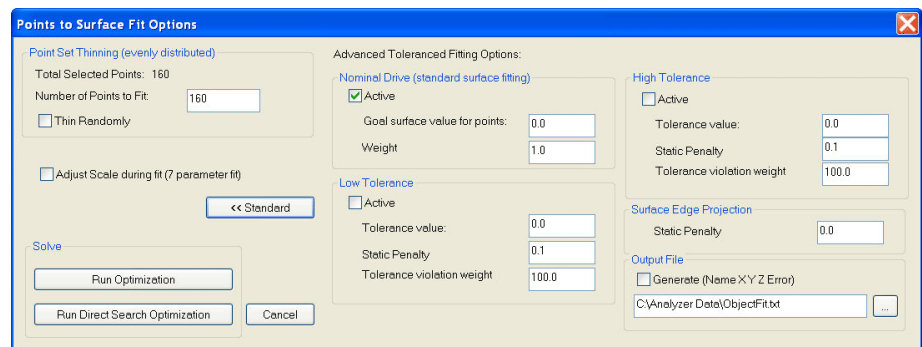 Points to Surface Fit Options
Point Set Thinning (evenly distributed)
Total Selected Points: 160
Number of Points to Fit: 160
Thin Randomly
Adjust Scale during fit (7 parameter fit)
<< Standard
Solve
Run Optimization
Run Direct Search Optimization
Cancel
Advanced Toleranced Fitting Options:
Nominal Drive (standard surface fitting)
Active
Goal surface value for points: 0.0
Weight 1.0
Low Tolerance
Active
Tolerance value: 0.0
Static Penalty 0.1
Tolerance violation weight 100.0
High Tolerance
Active
Tolerance value: 0.0
Static Penalty 0.1
Tolerance violation weight 100.0
Surface Edge Projection
Static Penalty 0.0
Output File
Generate (Name X Y Z Error)
C:\Analyzer Data\ObjectFit.txt
...